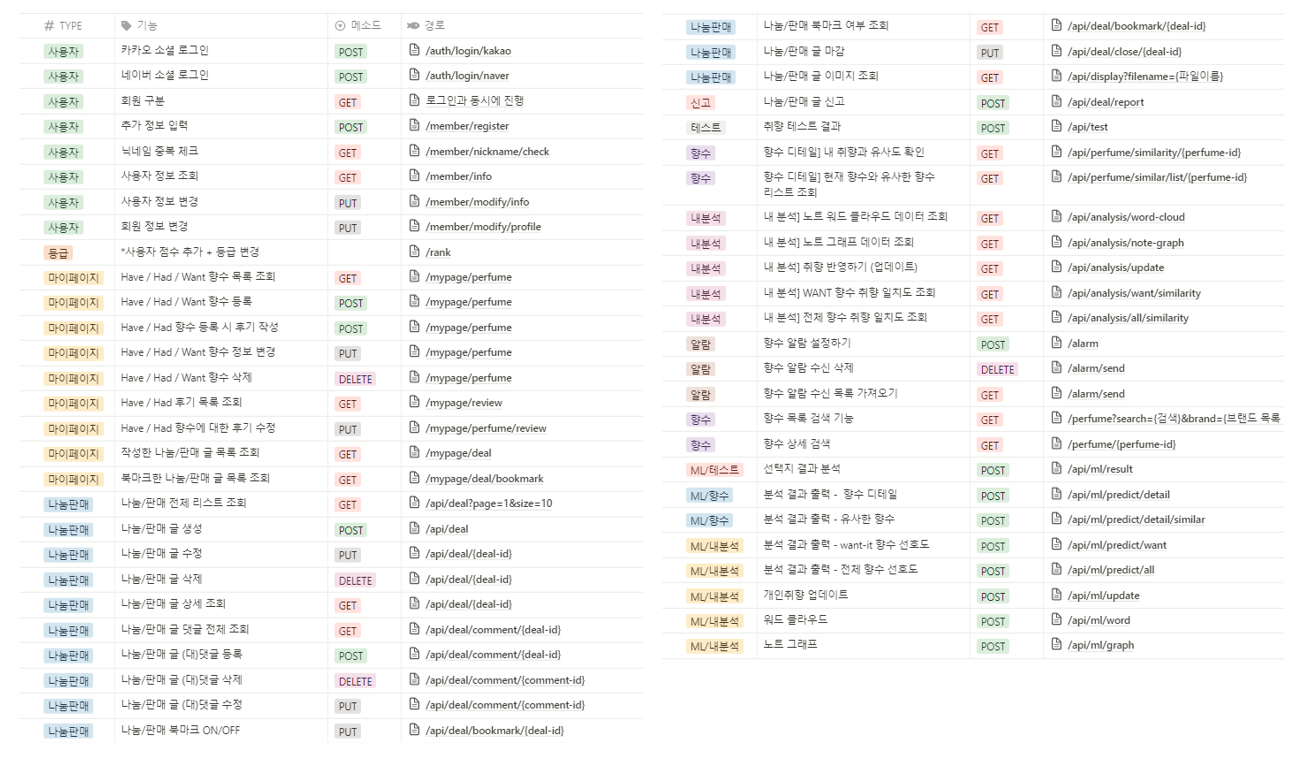 # TYPE 기능 메소드 경로
사용자 카카오 소셜 로그인 POST /auth/login/kakao
사용자 네이버 소셜 로그인 POST /auth/login/naver
사용자 회원 구분 GET 로그인과 동시에 진행
사용자 추가 정보 입력 POST /member/register
사용자 닉네임 중복 체크 GET /member/nickname/check
사용자 사용자 정보 조회 GET /member/info
사용자 사용자 정보 변경 PUT /member/modify/info
사용자 회원 정보 변경 PUT /member/modify/profile
등급 *사용자 점수 추가 + 등급 변경 /rank
마이페이지 Have / Had / Want 향수 목록 조회 GET /mypage/perfume
마이페이지 Have / Had / Want 향수 등록 POST /mypage/perfume
마이페이지 Have / Had 향수 등록 시 후기 작성 POST /mypage/perfume
마이페이지 Have / Had / Want 향수 정보 변경 PUT /mypage/perfume
마이페이지 Have / Had / Want 향수 삭제 DELETE /mypage/perfume
마이페이지 Have / Had 후기 목록 조회 GET /mypage/review
마이페이지 Have / Had 향수에 대한 후기 수정 PUT /mypage/perfume/review
마이페이지 작성한 나눔/판매 글 목록 조회 GET /mypage/deal
마이페이지 북마크한 나눔/판매 글 목록 조회 GET /mypage/deal/bookmark
나눔판매 나눔/판매 전체 리스트 조회 GET /api/deal?page=1&size=10
나눔판매 나눔/판매 글 생성 POST /api/deal
나눔판매 나눔/판매 글 수정 PUT /api/deal/{deal-id}
나눔판매 나눔/판매 글 삭제 DELETE /api/deal/{deal-id}
나눔판매 나눔/판매 글 상세 조회 GET /api/deal/{deal-id}
나눔판매 나눔/판매 글 댓글 전체 조회 GET /api/deal/comment/{deal-id}
나눔판매 나눔/판매 글 (대)댓글 등록 POST /api/deal/comment/{deal-id}
나눔판매 나눔/판매 글 (대)댓글 삭제 DELETE /api/deal/comment/{comment-id}
나눔판매 나눔/판매 글 (대)댓글 수정 PUT /api/deal/comment/{comment-id}
나눔판매 나눔/판매 북마크 ON/OFF PUT /api/deal/bookmark/{deal-id}
나눔판매 나눔/판매 북마크 여부 조회 GET /api/deal/bookmark/{deal-id}
나눔판매 나눔/판매 글 마감 PUT /api/deal/close/{deal-id}
나눔판매 나눔/판매 글 이미지 조회 GET /api/display?filename={파일이름}
신고 나눔/판매 글 신고 POST /api/deal/report
테스트 취향 테스트 결과 POST /api/test
향수 향수 디테일] 내 취향과 유사도 확인 GET /api/perfume/similarity/{perfume-id}
향수 향수 디테일] 현재 향수와 유사한 향수 GET /api/perfume/similar/list/{perfume-id}
리스트 조회
내분석 내 분석] 노트 워드 클라우드 데이터 조회 GET /api/analysis/word-cloud
내분석 내 분석] 노트 그래프 데이터 조회 GET /api/analysis/note-graph
내분석 내 분석] 취향 반영하기 (업데이트) GET /api/analysis/update
내분석 내 분석] WANT 향수 취향 일치도 조회 GET /api/analysis/want/similarity
내분석 내 분석] 전체 향수 취향 일치도 조회 GET /api/analysis/all/similarity
알람 향수 알람 설정하기 POST /alarm
알람 향수 알람 수신 삭제 DELETE /alarm/send
알람 향수 알람 수신 목록 가져오기 GET /alarm/send
향수 향수 목록 검색 기능 GET /perfume?search={검색}&brand={브랜드 목록
향수 향수 상세 검색 GET /perfume/{perfume-id}
ML/테스트 선택지 결과 분석 POST /api/ml/result
ML/향수 분석 결과 출력 - 향수 디테일 POST /api/ml/predict/detail
ML/향수 분석 결과 출력 - 유사한 향수 POST /api/ml/predict/detail/similar
ML/내분석 분석 결과 출력 - want-it 향수 선호도 POST /api/ml/predict/want
ML/내분석 분석 결과 출력 - 전체 향수 선호도 POST /api/ml/predict/all
ML/내분석 개인취향 업데이트 POST /api/ml/update
ML/내분석 워드 클라우드 POST /api/ml/word
ML/내분석 노트 그래프 POST /api/ml/graph